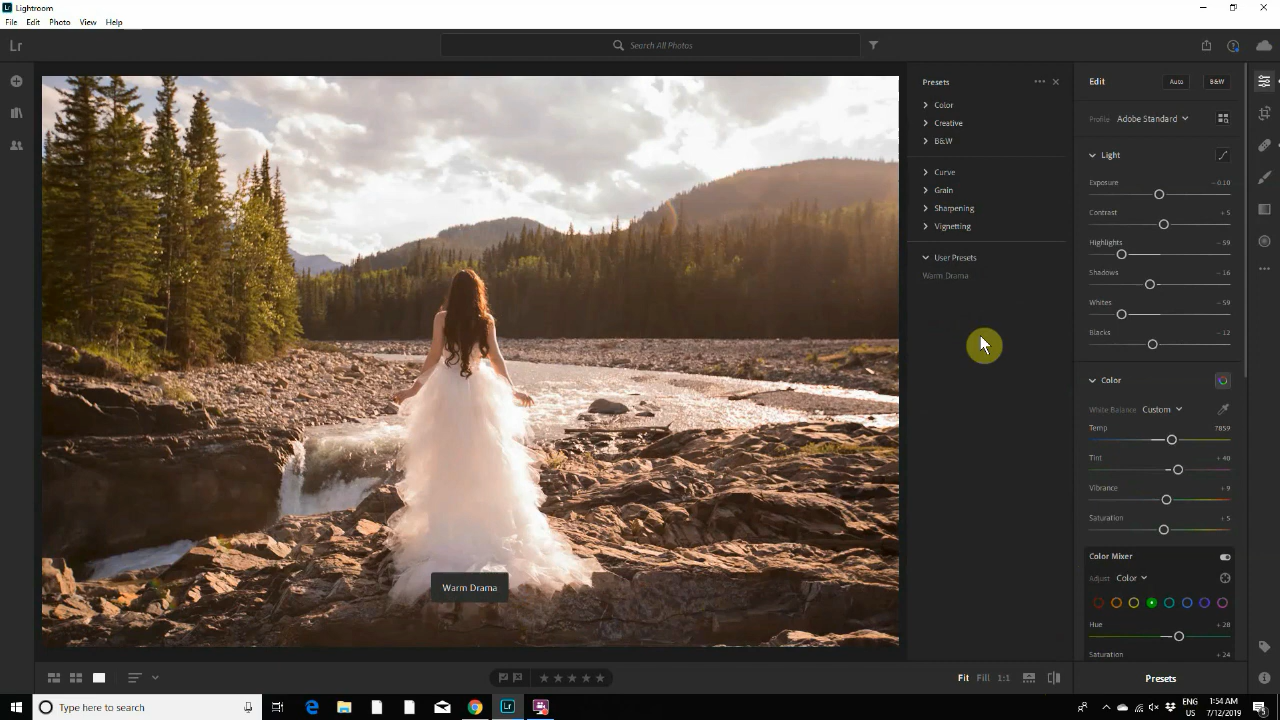 Lightroom
File Edit Photo View Help
Lr Search All Photos
Presets
Color
Creative
B&W
Curve
Grain
Sharpening
Vignetting
User Presets
Warm Drama
Edit Auto B&W
Profile Adobe Standard
Light
Exposure − 0.10
Contrast + 5
Highlights − 59
Shadows − 16
Whites − 59
Blacks − 12
Color
White Balance Custom
Temp 7859
Tint + 40
Vibrance + 9
Saturation + 5
Color Mixer
Adjust Color
Hue + 28
Saturation + 24
Warm Drama
Fit Fill 1:1
Presets
Type here to search
Lr
ENG 1:54 AM
US 7/12/2019